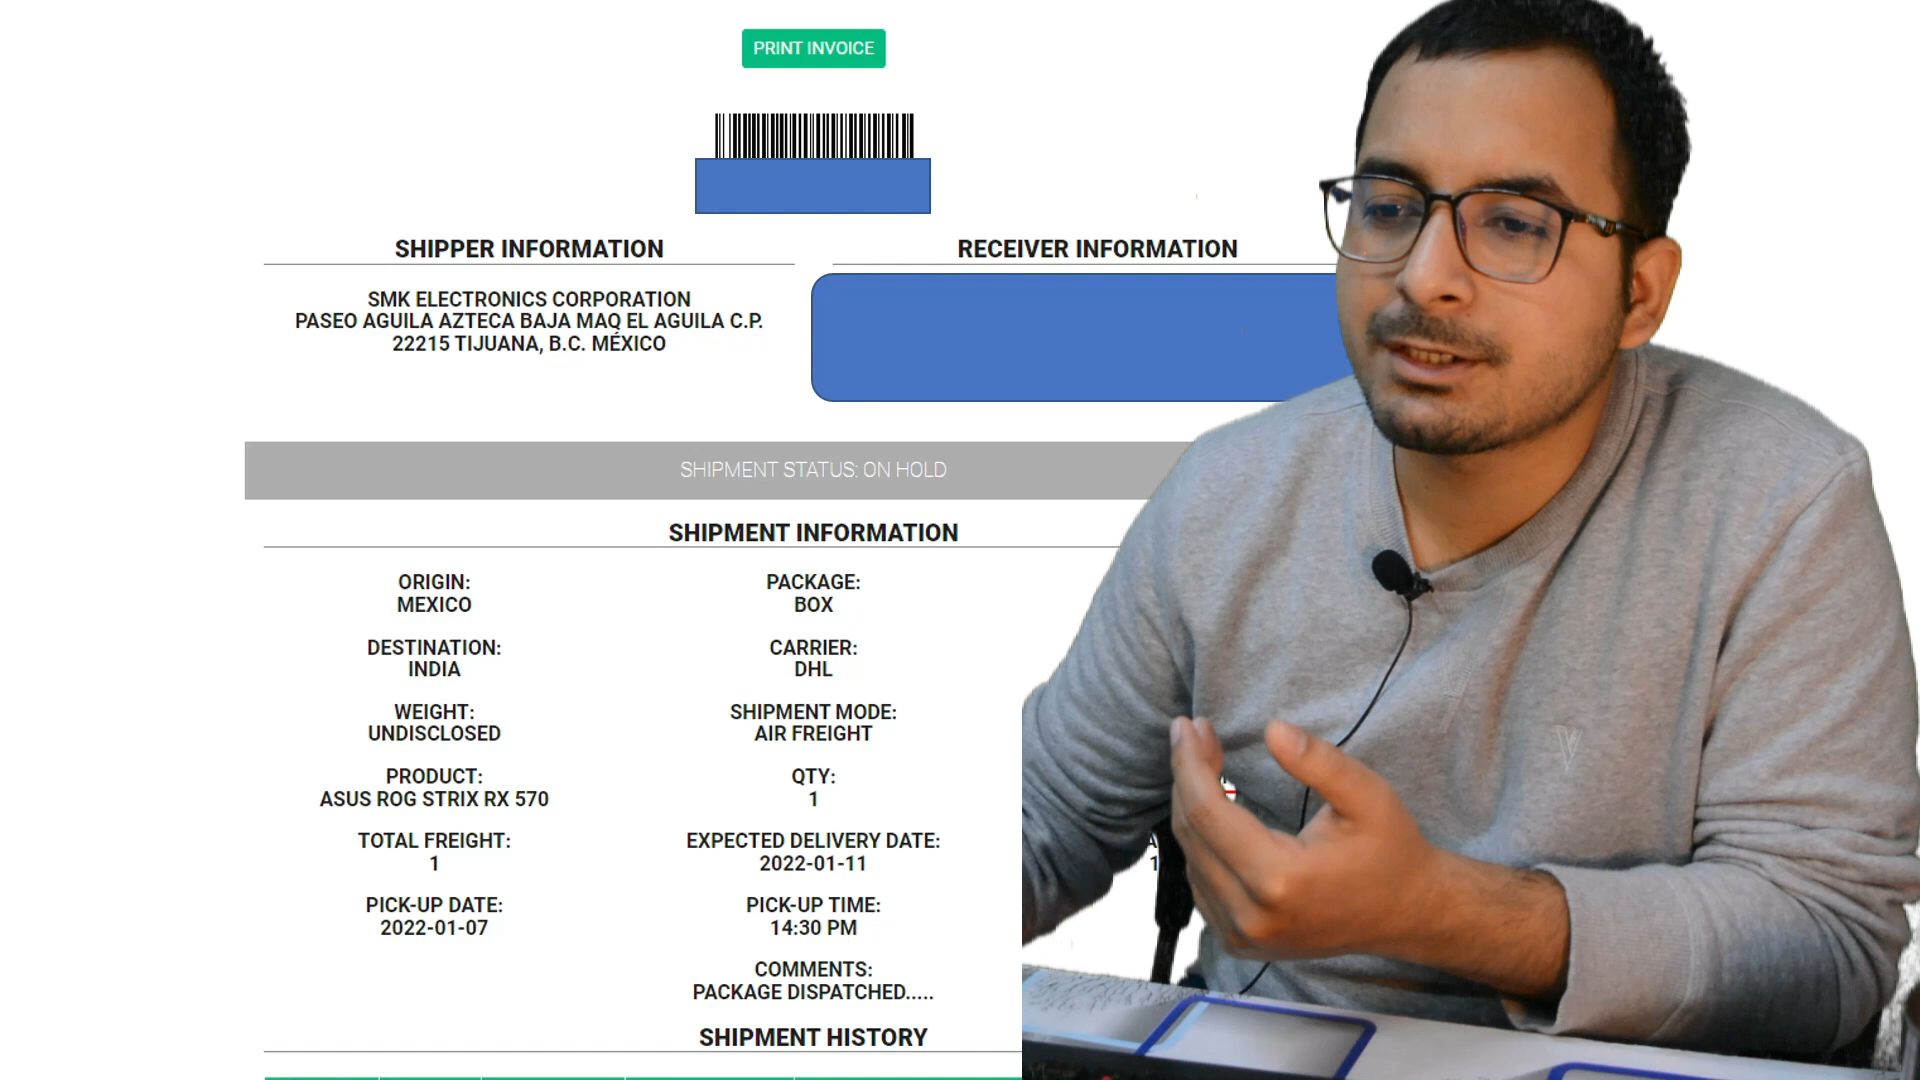 PRINT INVOICE
SHIPPER INFORMATION
SMK ELECTRONICS CORPORATION
PASEO AGUILA AZTECA BAJA MAQ EL AGUILA C.P.
22215 TIJUANA, B.C. MÉXICO
RECEIVER INFORMATION
SHIPMENT STATUS: ON HOLD
SHIPMENT INFORMATION
ORIGIN:
MEXICO
PACKAGE:
BOX
DESTINATION:
INDIA
CARRIER:
DHL
WEIGHT:
UNDISCLOSED
SHIPMENT MODE:
AIR FREIGHT
PRODUCT:
ASUS ROG STRIX RX 570
QTY:
1
TOTAL FREIGHT:
1
EXPECTED DELIVERY DATE:
2022-01-11
PICK-UP DATE:
2022-01-07
PICK-UP TIME:
14:30 PM
COMMENTS:
PACKAGE DISPATCHED.....
SHIPMENT HISTORY